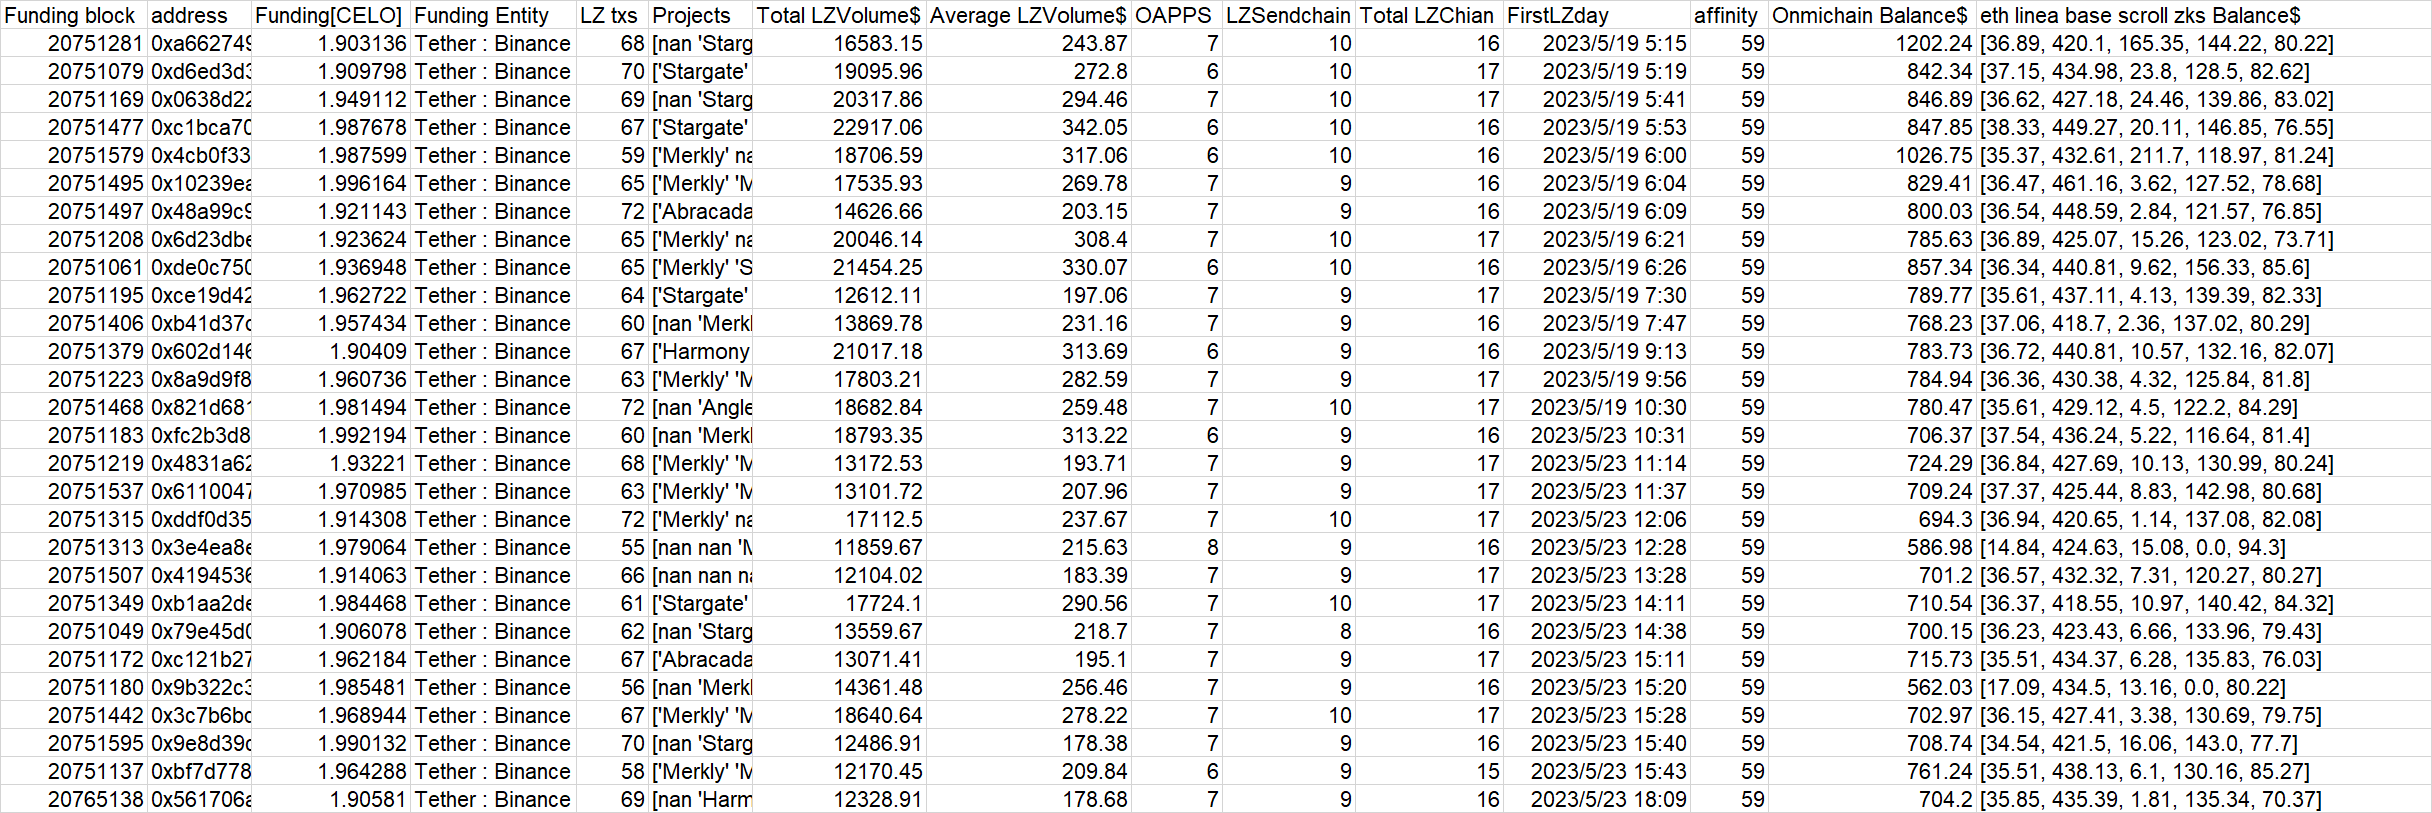 Funding block address Funding[CELO] Funding Entity LZ txs Projects Total LZVolume$ Average LZVolume$ OAPPS LZSendchain Total LZChian FirstLZday affinity Onmichain Balance$ eth linea base scroll zks Balance$
20751281 0xa662749 1.903136 Tether : Binance 68 [nan 'Starg 16583.15 243.87 7 10 16 2023/5/19 5:15 59 1202.24 [36.89, 420.1, 165.35, 144.22, 80.22]
20751079 0xd6ed3d3 1.909798 Tether : Binance 70 ['Stargate' 19095.96 272.8 6 10 17 2023/5/19 5:19 59 842.34 [37.15, 434.98, 23.8, 128.5, 82.62]
20751169 0x0638d22 1.949112 Tether : Binance 69 [nan 'Starg 20317.86 294.46 7 10 17 2023/5/19 5:41 59 846.89 [36.62, 427.18, 24.46, 139.86, 83.02]
20751477 0xc1bca70 1.987678 Tether : Binance 67 ['Stargate' 22917.06 342.05 6 10 16 2023/5/19 5:53 59 847.85 [38.33, 449.27, 20.11, 146.85, 76.55]
20751579 0x4cb0f33 1.987599 Tether : Binance 59 ['Merkly' na 18706.59 317.06 6 10 16 2023/5/19 6:00 59 1026.75 [35.37, 432.61, 211.7, 118.97, 81.24]
20751495 0x10239ea 1.996164 Tether : Binance 65 ['Merkly' 'M 17535.93 269.78 7 9 16 2023/5/19 6:04 59 829.41 [36.47, 461.16, 3.62, 127.52, 78.68]
20751497 0x48a99c9 1.921143 Tether : Binance 72 ['Abracada 14626.66 203.15 7 9 16 2023/5/19 6:09 59 800.03 [36.54, 448.59, 2.84, 121.57, 76.85]
20751208 0x6d23dbe 1.923624 Tether : Binance 65 ['Merkly' na 20046.14 308.4 7 10 17 2023/5/19 6:21 59 785.63 [36.89, 425.07, 15.26, 123.02, 73.71]
20751061 0xde0c750 1.936948 Tether : Binance 65 ['Merkly' 'S 21454.25 330.07 6 10 16 2023/5/19 6:26 59 857.34 [36.34, 440.81, 9.62, 156.33, 85.6]
20751195 0xce19d42 1.962722 Tether : Binance 64 ['Stargate' 12612.11 197.06 7 9 17 2023/5/19 7:30 59 789.77 [35.61, 437.11, 4.13, 139.39, 82.33]
20751406 0xb41d37c 1.957434 Tether : Binance 60 [nan 'Merkl 13869.78 231.16 7 9 16 2023/5/19 7:47 59 768.23 [37.06, 418.7, 2.36, 137.02, 80.29]
20751379 0x602d146 1.90409 Tether : Binance 67 ['Harmony 21017.18 313.69 6 9 16 2023/5/19 9:13 59 783.73 [36.72, 440.81, 10.57, 132.16, 82.07]
20751223 0x8a9d9f8 1.960736 Tether : Binance 63 ['Merkly' 'M 17803.21 282.59 7 9 17 2023/5/19 9:56 59 784.94 [36.36, 430.38, 4.32, 125.84, 81.8]
20751468 0x821d681 1.981494 Tether : Binance 72 [nan 'Angle 18682.84 259.48 7 10 17 2023/5/19 10:30 59 780.47 [35.61, 429.12, 4.5, 122.2, 84.29]
20751183 0xfc2b3d8 1.992194 Tether : Binance 60 [nan 'Merkl 18793.35 313.22 6 9 16 2023/5/23 10:31 59 706.37 [37.54, 436.24, 5.22, 116.64, 81.4]
20751219 0x4831a62 1.93221 Tether : Binance 68 ['Merkly' 'M 13172.53 193.71 7 9 17 2023/5/23 11:14 59 724.29 [36.84, 427.69, 10.13, 130.99, 80.24]
20751537 0x6110047 1.970985 Tether : Binance 63 ['Merkly' 'M 13101.72 207.96 7 9 17 2023/5/23 11:37 59 709.24 [37.37, 425.44, 8.83, 142.98, 80.68]
20751315 0xddf0d35 1.914308 Tether : Binance 72 ['Merkly' na 17112.5 237.67 7 10 17 2023/5/23 12:06 59 694.3 [36.94, 420.65, 1.14, 137.08, 82.08]
20751313 0x3e4ea8e 1.979064 Tether : Binance 55 [nan nan 'M 11859.67 215.63 8 9 16 2023/5/23 12:28 59 586.98 [14.84, 424.63, 15.08, 0.0, 94.3]
20751507 0x4194536 1.914063 Tether : Binance 66 [nan nan na 12104.02 183.39 7 9 17 2023/5/23 13:28 59 701.2 [36.57, 432.32, 7.31, 120.27, 80.27]
20751349 0xb1aa2de 1.984468 Tether : Binance 61 ['Stargate' 17724.1 290.56 7 10 17 2023/5/23 14:11 59 710.54 [36.37, 418.55, 10.97, 140.42, 84.32]
20751049 0x79e45d0 1.906078 Tether : Binance 62 [nan 'Starg 13559.67 218.7 7 8 16 2023/5/23 14:38 59 700.15 [36.23, 423.43, 6.66, 133.96, 79.43]
20751172 0xc121b27 1.962184 Tether : Binance 67 ['Abracada 13071.41 195.1 7 9 17 2023/5/23 15:11 59 715.73 [35.51, 434.37, 6.28, 135.83, 76.03]
20751180 0x9b322c3 1.985481 Tether : Binance 56 [nan 'Merkl 14361.48 256.46 7 9 16 2023/5/23 15:20 59 562.03 [17.09, 434.5, 13.16, 0.0, 80.22]
20751442 0x3c7b6bc 1.968944 Tether : Binance 67 ['Merkly' 'M 18640.64 278.22 7 10 17 2023/5/23 15:28 59 702.97 [36.15, 427.41, 3.38, 130.69, 79.75]
20751595 0x9e8d39c 1.990132 Tether : Binance 70 [nan 'Starg 12486.91 178.38 7 9 16 2023/5/23 15:40 59 708.74 [34.54, 421.5, 16.06, 143.0, 77.7]
20751137 0xbf7d778 1.964288 Tether : Binance 58 ['Merkly' 'M 12170.45 209.84 6 9 15 2023/5/23 15:43 59 761.24 [35.51, 438.13, 6.1, 130.16, 85.27]
20765138 0x561706a 1.90581 Tether : Binance 69 [nan 'Harm 12328.91 178.68 7 9 16 2023/5/23 18:09 59 704.2 [35.85, 435.39, 1.81, 135.34, 70.37]